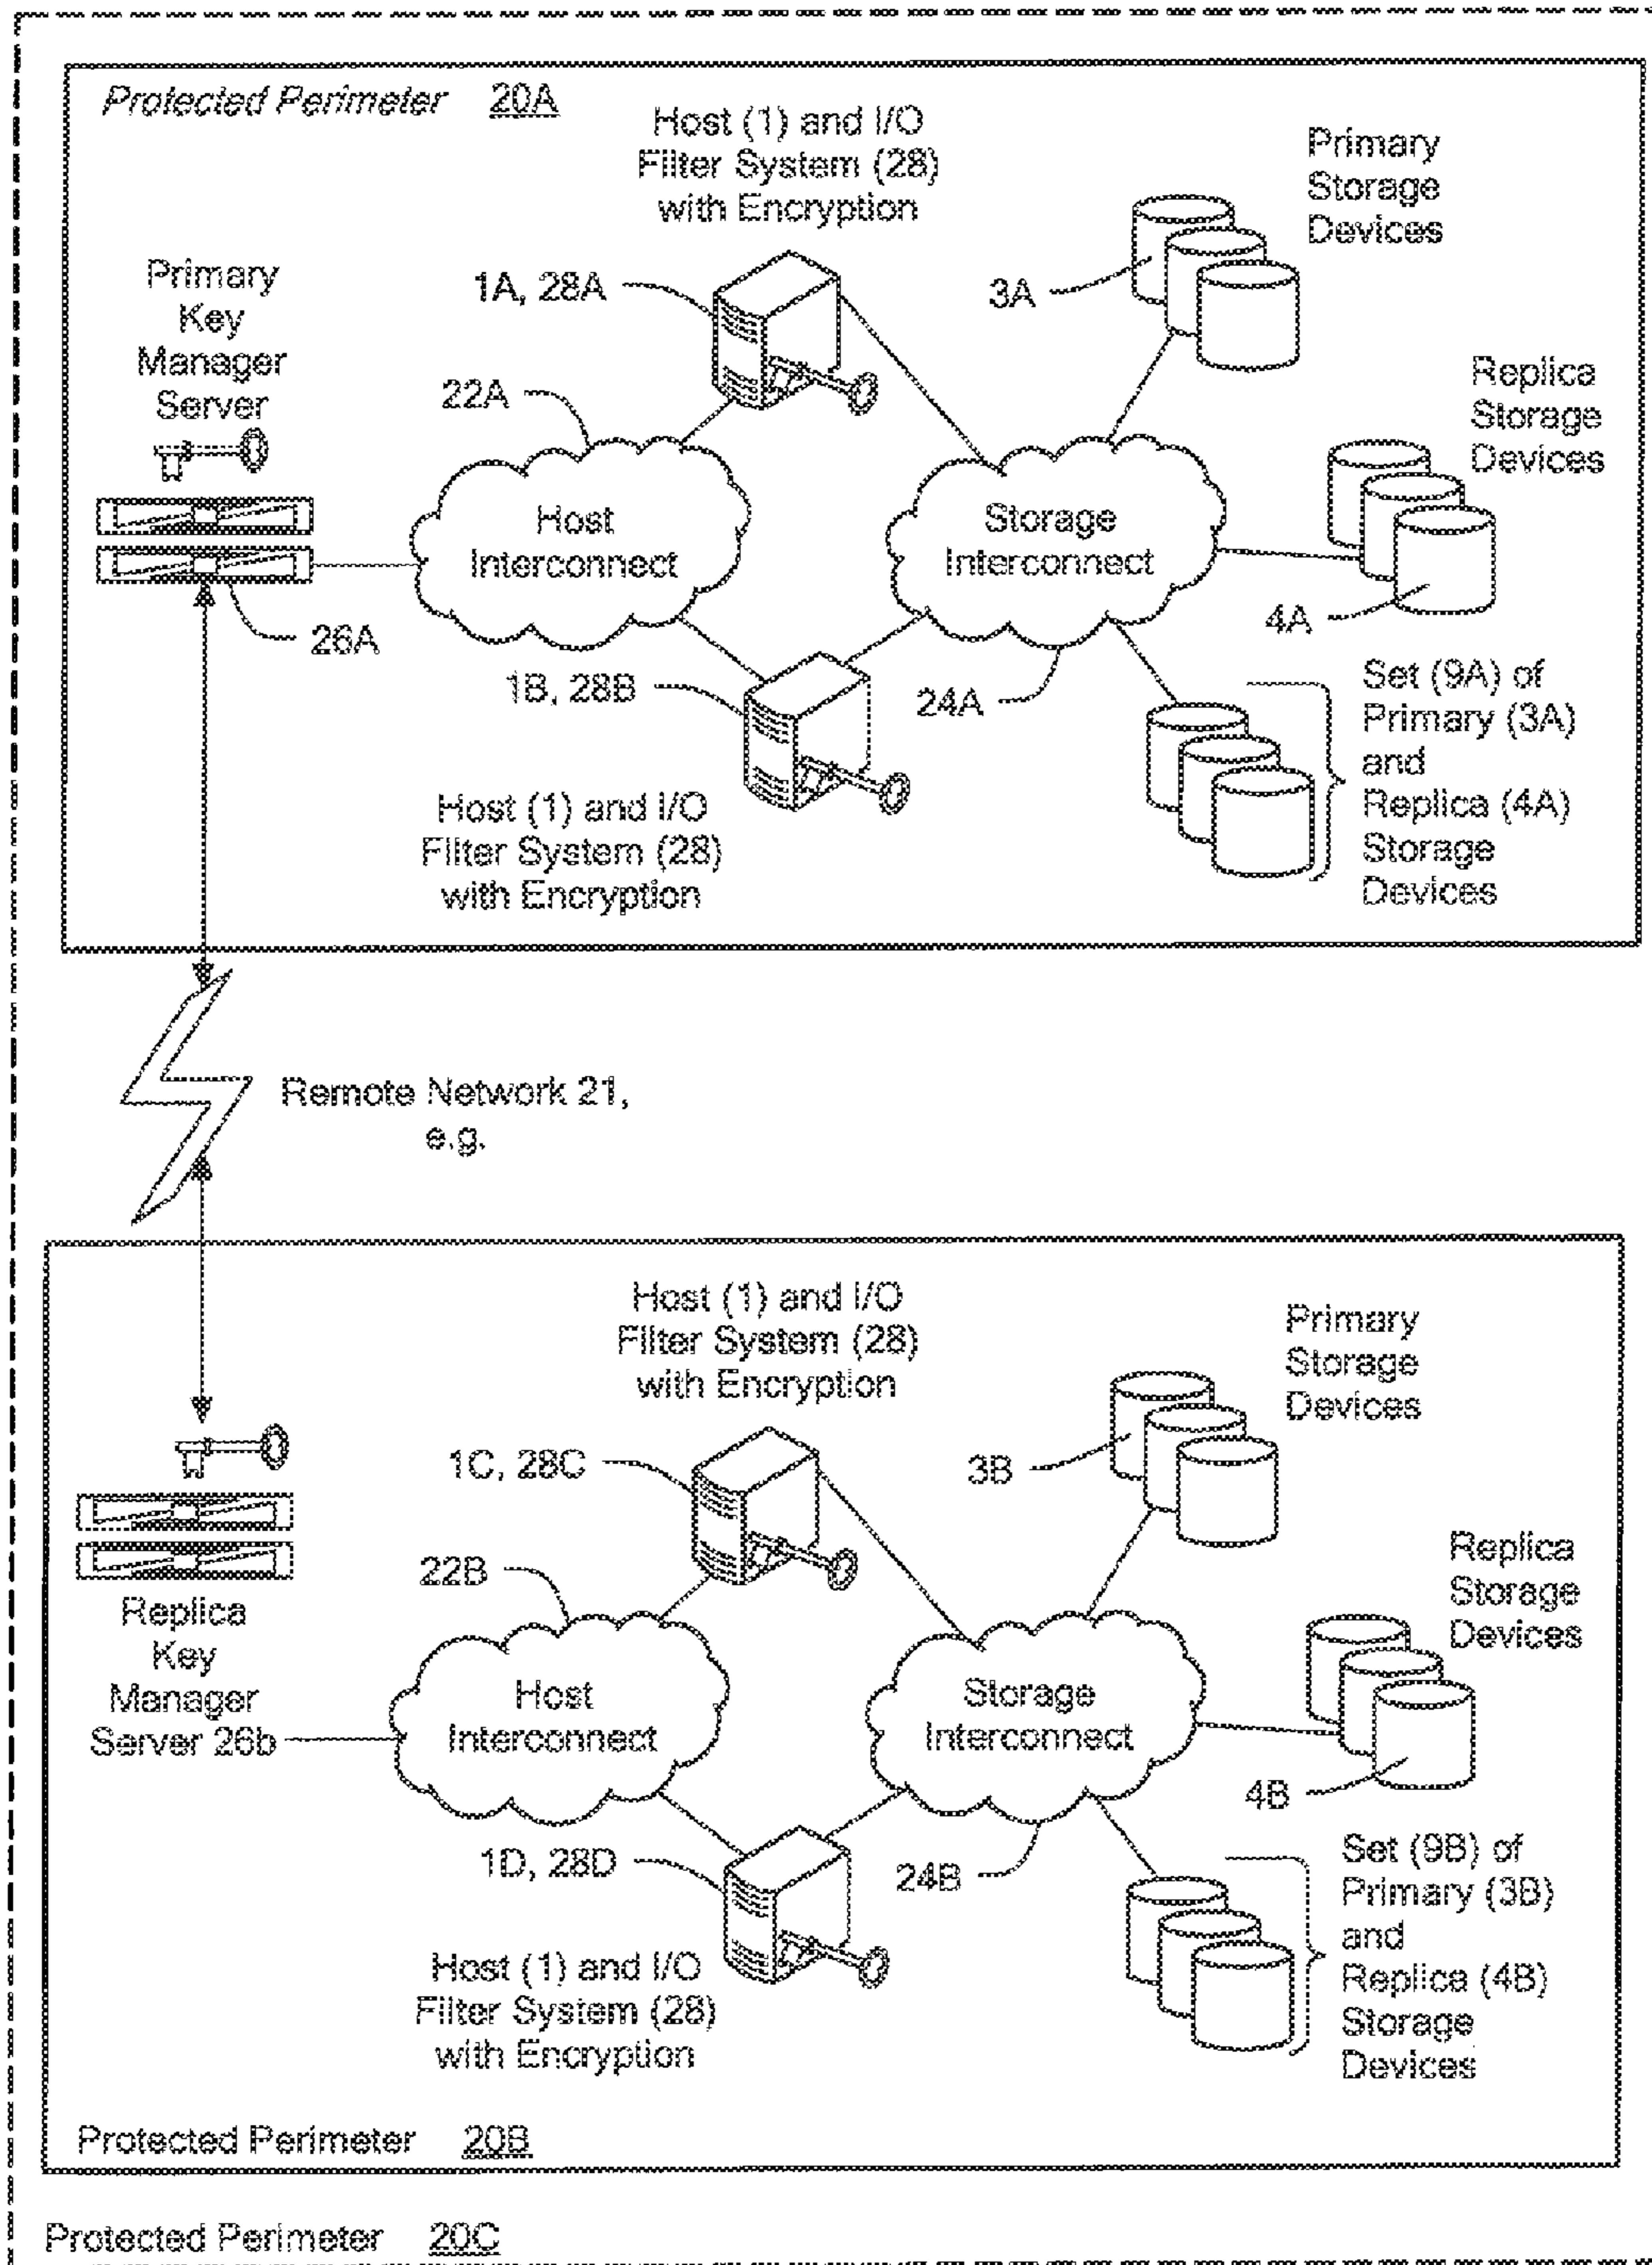 Protected Perimeter 20A
Host (1) and I/O
Filter System (28)
with Encryption
Primary
Storage
Devices
Primary
Key
Manager
Server
1A, 28A
3A
22A
Replica
Storage
Devices
Host
Interconnect
Storage
Interconnect
26A
4A
1B, 28B
24A
Set (9A) of
Primary (3A)
and
Replica (4A)
Storage
Devices
Host (1) and I/O
Filter System (28)
with Encryption
Remote Network 21,
e.g.
Host (1) and I/O
Filter System (28)
with Encryption
Primary
Storage
Devices
1C, 28C
3B
22B
Replica
Storage
Devices
Replica
Key
Manager
Server 26b
Host
Interconnect
Storage
Interconnect
4B
1D, 28D
24B
Set (9B) of
Primary (3B)
and
Replica (4B)
Storage
Devices
Host (1) and I/O
Filter System (28)
with Encryption
Protected Perimeter 20B
Protected Perimeter 20C